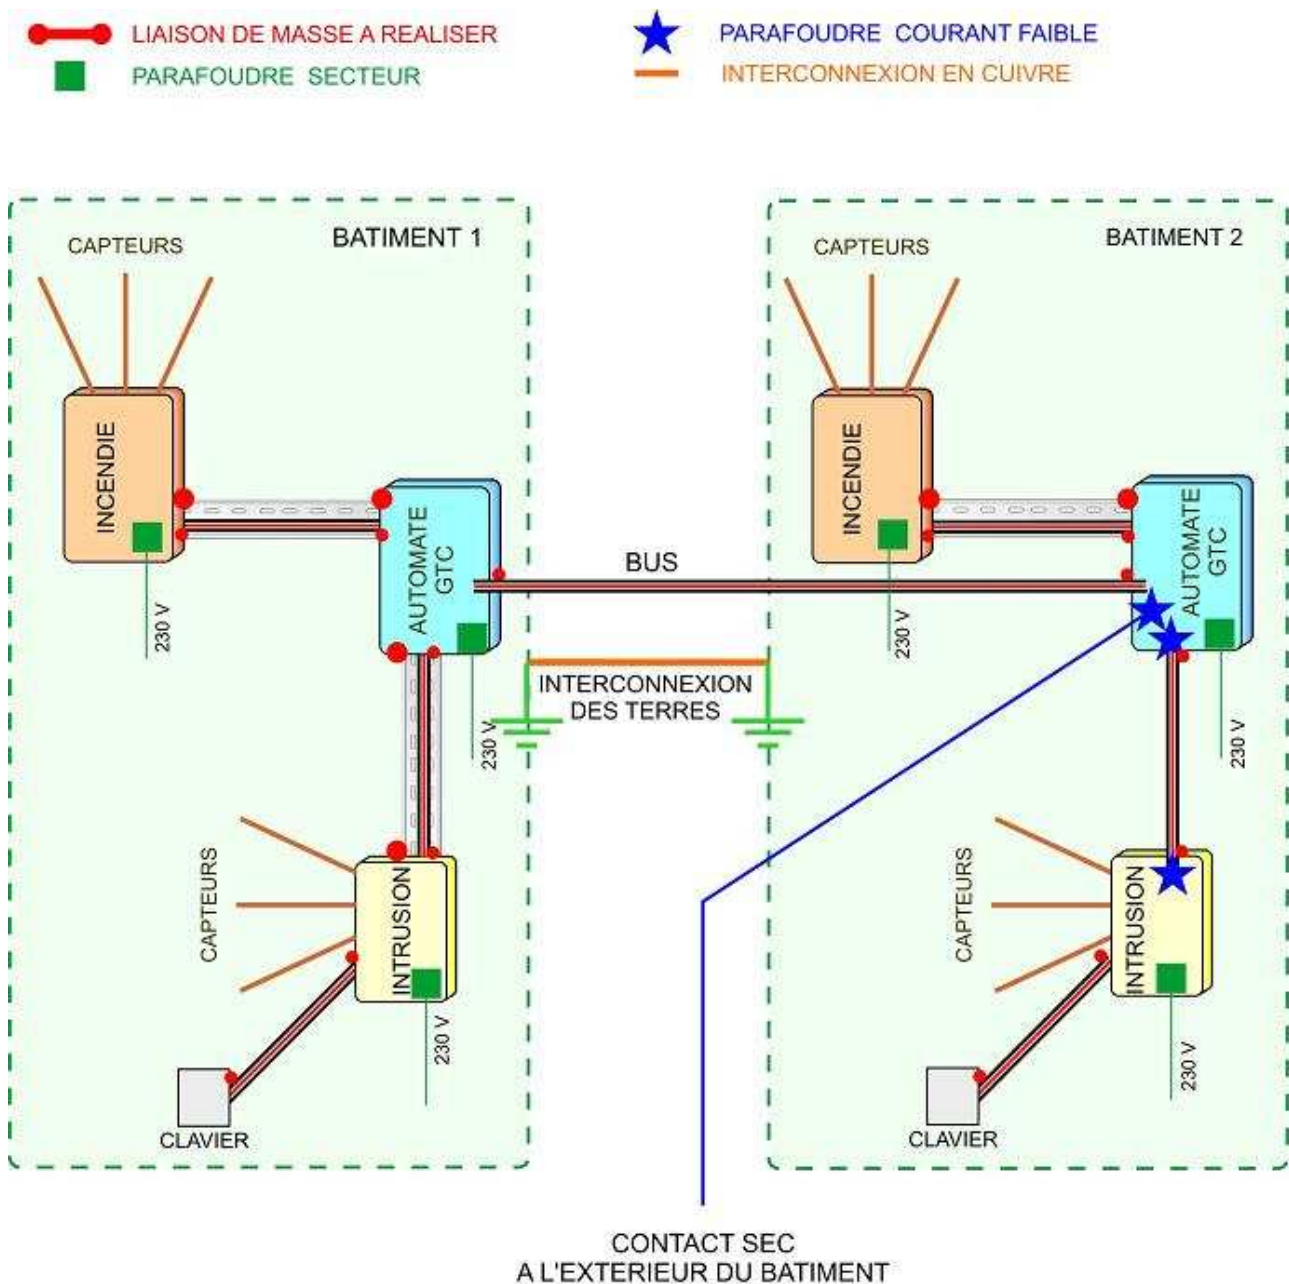 LIAISON DE MASSE A REALISER
PARAFOUDRE COURANT FAIBLE
PARAFOUDRE SECTEUR
INTERCONNEXION EN CUIVRE
BATIMENT 1
CAPTEURS
INCENDIE
230 V
AUTOMATE
GTC
230 V
CAPTEURS
INTRUSION
230 V
CLAVIER
BUS
INTERCONNEXION
DES TERRES
BATIMENT 2
CAPTEURS
INCENDIE
230 V
AUTOMATE
GTC
230 V
CAPTEURS
INTRUSION
230 V
CLAVIER
CONTACT SEC
A L'EXTERIEUR DU BATIMENT